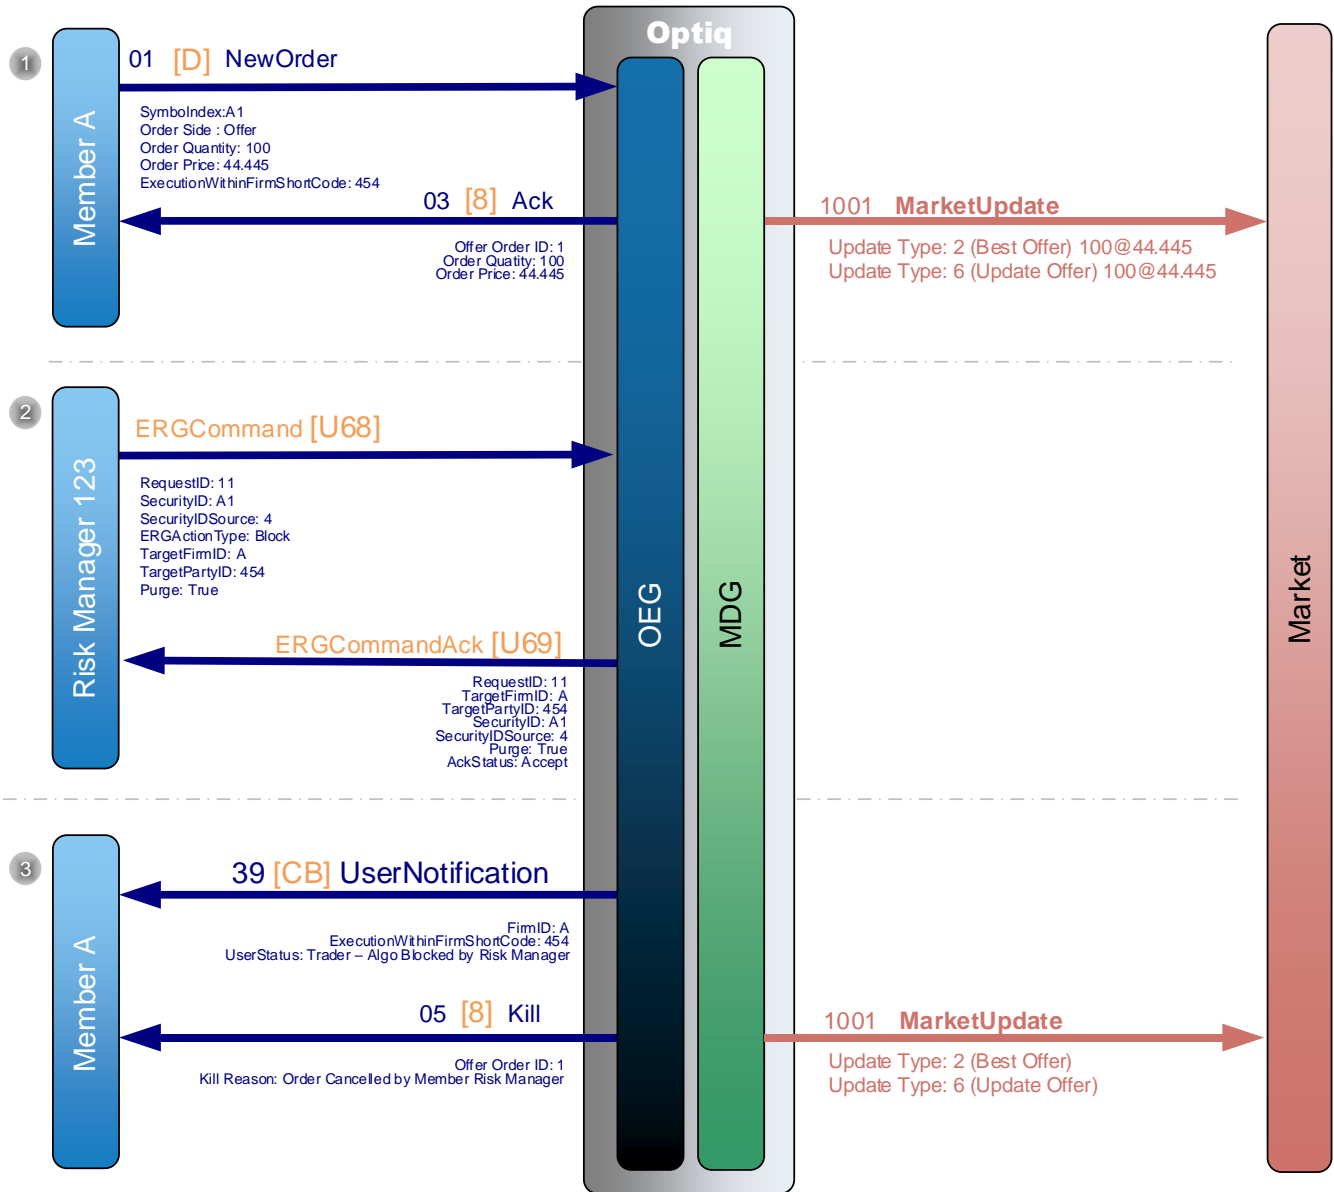 Optiq
1
01 [D] NewOrder
SymbolIndex:A1
Order Side : Offer
Order Quantity: 100
Order Price: 44.445
ExecutionWithinFirmShortCode: 454
Member A
03 [8] Ack
Offer Order ID: 1
Order Quatity: 100
Order Price: 44.445
1001 MarketUpdate
Update Type: 2 (Best Offer) 100@44.445
Update Type: 6 (Update Offer) 100@44.445
2
ERGCommand [U68]
RequestID: 11
SecurityID: A1
SecurityIDSource: 4
ERGActionType: Block
TargetFirmID: A
TargetPartyID: 454
Purge: True
Risk Manager 123
OEG
MDG
Market
ERGCommandAck [U69]
RequestID: 11
TargetFirmID: A
TargetPartyID: 454
SecurityID: A1
SecurityIDSource: 4
Purge: True
AckStatus: Accept
3
39 [CB] UserNotification
FirmID: A
ExecutionWithinFirmShortCode: 454
UserStatus: Trader – Algo Blocked by Risk Manager
Member A
05 [8] Kill
Offer Order ID: 1
Kill Reason: Order Cancelled by Member Risk Manager
1001 MarketUpdate
Update Type: 2 (Best Offer)
Update Type: 6 (Update Offer)